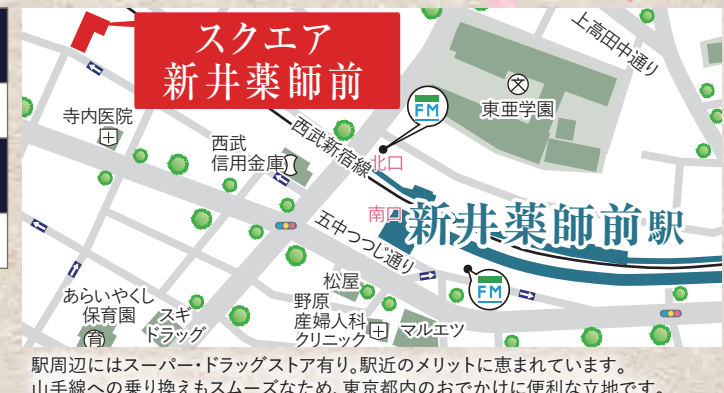 スクエア
新井薬師前
上高田中通り
寺内医院
西武
信用金庫
西武新宿線
FM
東亜学園
文
北口
南口
新井薬師前駅
五中つつじ通り
FM
あらいやくし
保育園
育
スギ
ドラッグ
松屋
野原
産婦人科
クリニック
マルエツ
駅周辺にはスーパー・ドラッグストア有り。駅近のメリットに恵まれています。
山手線への乗り換えもスムーズなため、東京都内のおでかけに便利な立地です。